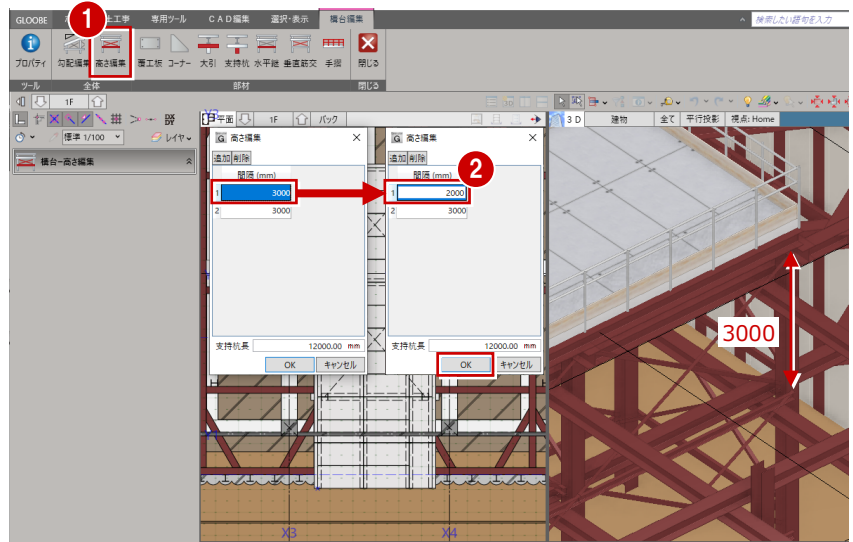 GLOOBE 土工事 専用ツール CAD編集 選択・表示 構台編集 検索したい語句を入力
1
プロパティ 勾配編集 高さ編集 覆工板 コーナー 大引 支持杭 水平継 垂直筋交 手摺 閉じる
ツール 全体 部材 閉じる
1F
平面 1F パック 3D 建物 全て 平行投影 視点: Home
標準 1/100 レイヤ
構台-高さ編集
高さ編集
追加 削除
間隔 (mm)
1 3000
2 3000
支持杭長 12000.00 mm
OK キャンセル
高さ編集
追加 削除
2
間隔 (mm)
1 2000
2 3000
支持杭長 12000.00 mm
OK キャンセル
3000
X3 X4